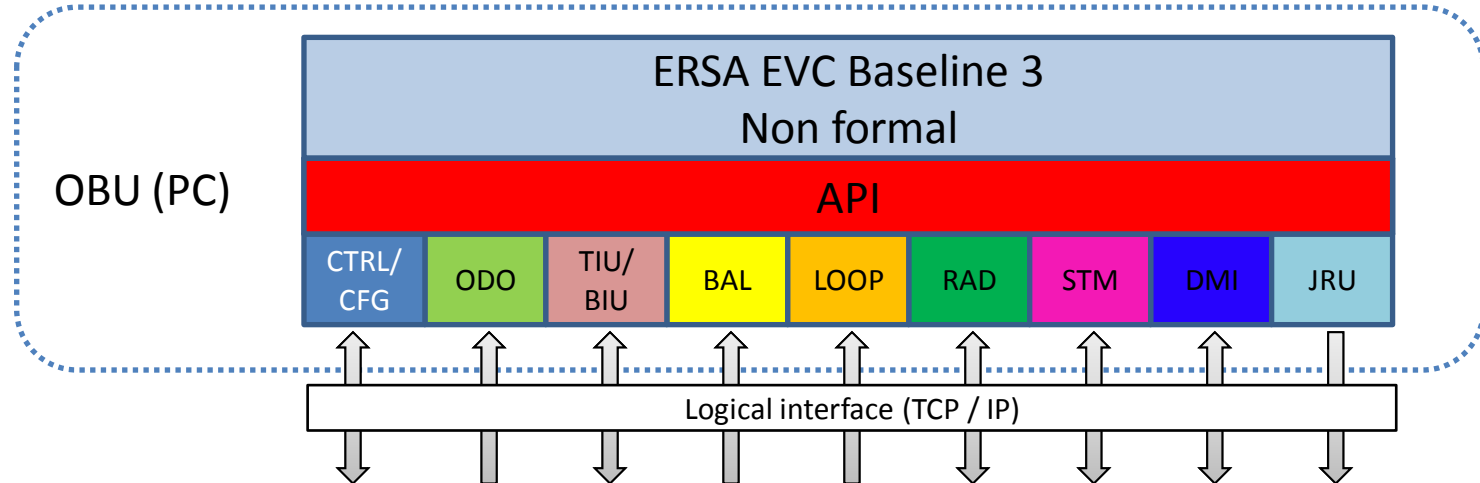 ERSA EVC Baseline 3
Non formal
OBU (PC)
API
CTRL/
CFG
ODO
TIU/
BIU
BAL
LOOP
RAD
STM
DMI
JRU
Logical interface (TCP / IP)